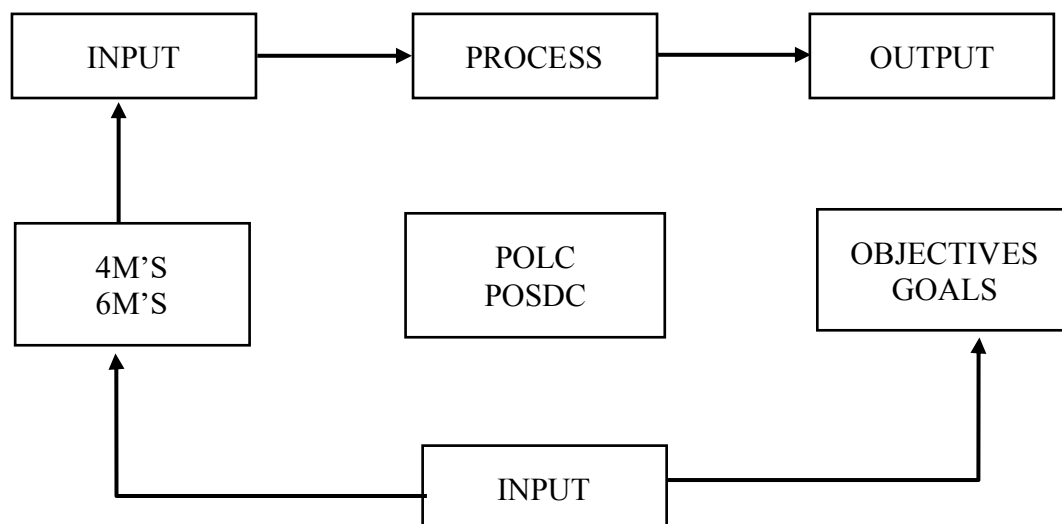 INPUT
PROCESS
OUTPUT
4M’S
6M’S
POLC
POSDC
OBJECTIVES
GOALS
INPUT